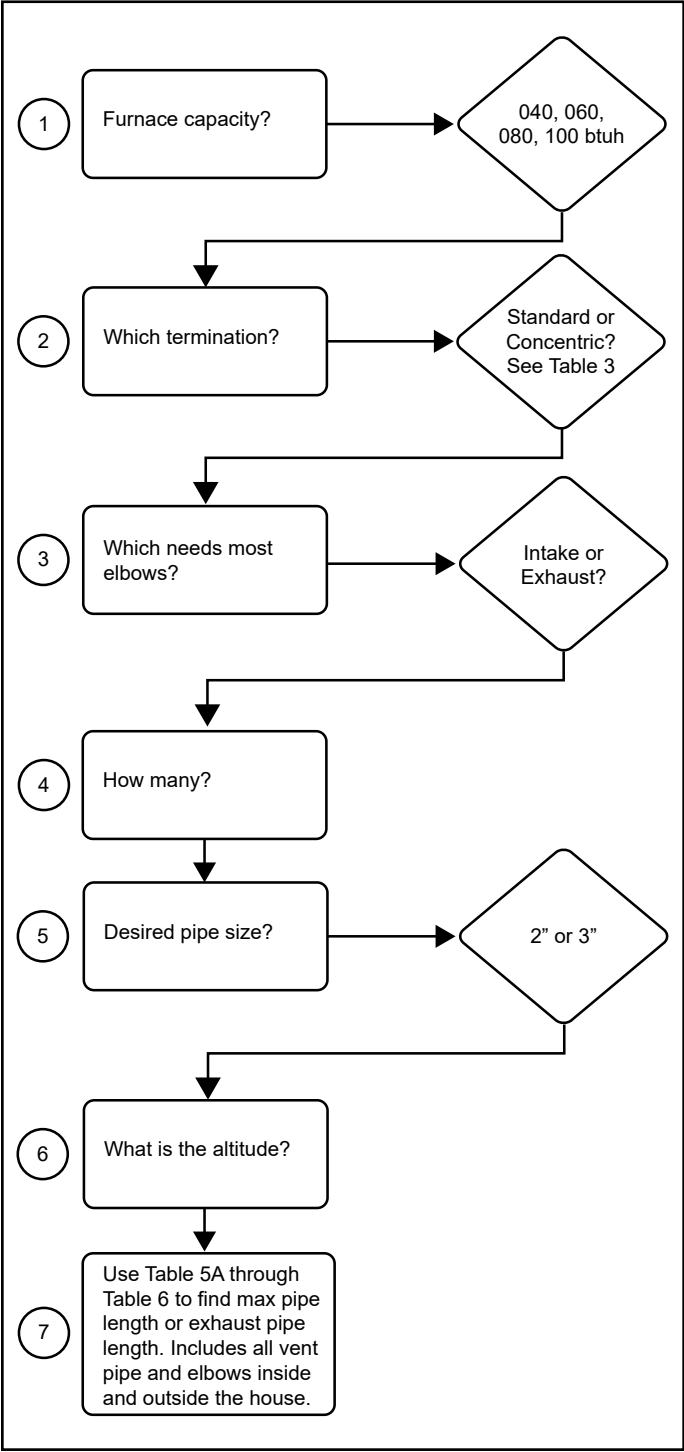 1
Furnace capacity?
040, 060,
080, 100 btuh
2
Which termination?
Standard or
Concentric?
See Table 3
3
Which needs most
elbows?
Intake or
Exhaust?
4
How many?
5
Desired pipe size?
2” or 3”
6
What is the altitude?
7
Use Table 5A through
Table 6 to find max pipe
length or exhaust pipe
length. Includes all vent
pipe and elbows inside
and outside the house.